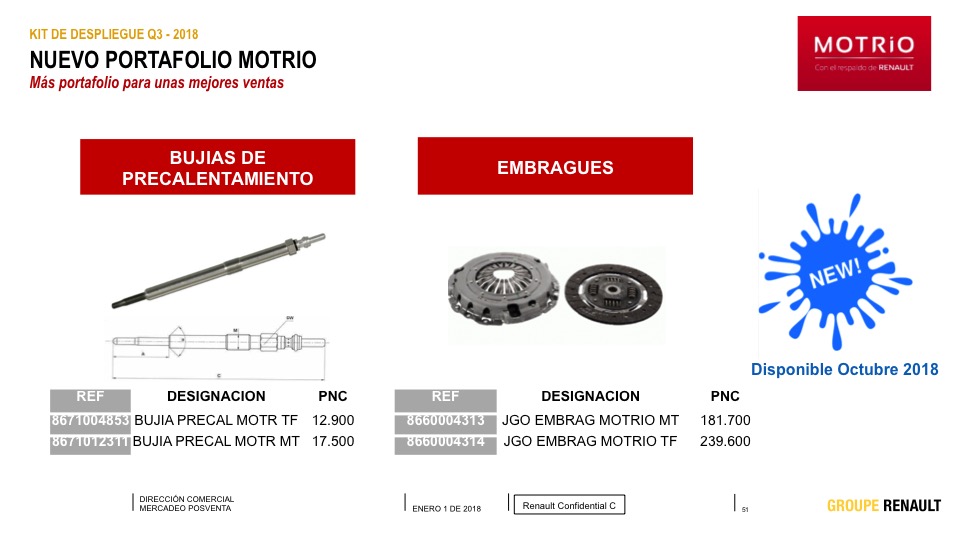 KIT DE DESPLIEGUE Q3 - 2018
NUEVO PORTAFOLIO MOTRIO
Más portafolio para unas mejores ventas
MOTRiO
Con el respaldo de RENAULT
BUJIAS DE
PRECALENTAMIENTO
EMBRAGUES
NEW!
SW
M
A
C
Disponible Octubre 2018
REF DESIGNACION PNC
8671004853 BUJIA PRECAL MOTR TF 12.900
8671012311 BUJIA PRECAL MOTR MT 17.500
REF DESIGNACION PNC
8660004313 JGO EMBRAG MOTRIO MT 181.700
8660004314 JGO EMBRAG MOTRIO TF 239.600
DIRECCIÓN COMERCIAL
MERCADEO POSVENTA
ENERO 1 DE 2018
Renault Confidential C
51
GROUPE RENAULT